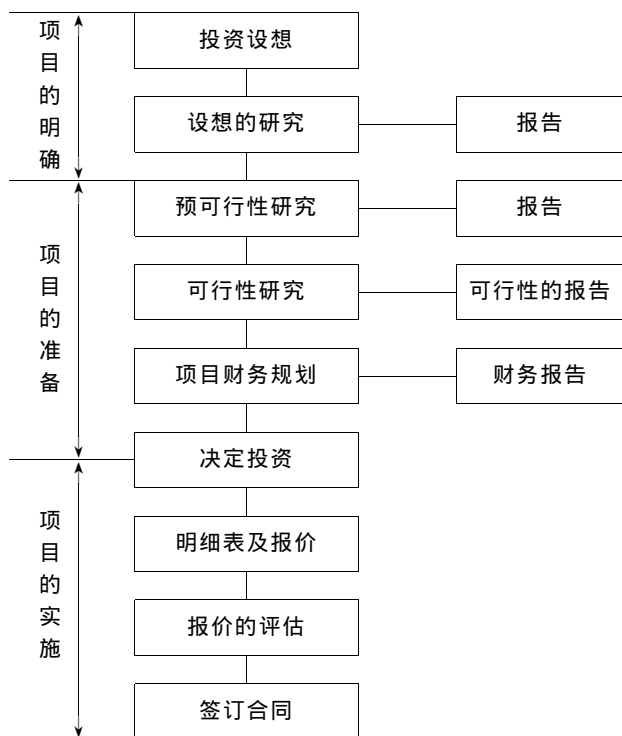 项目的明确
投资设想
设想的研究
报告
项目的准备
预可行性研究
报告
可行性研究
可行性的报告
项目财务规划
财务报告
项目的实施
决定投资
明细表及报价
报价的评估
签订合同